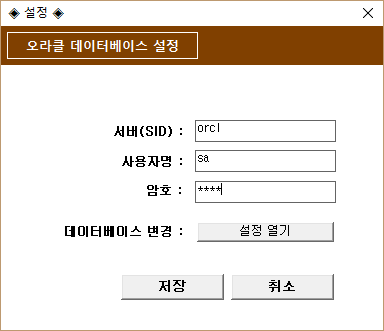 설정
오라클 데이터베이스 설정
서버(SID) : orcl
사용자명 : sa
암호 : ****
데이터베이스 변경 : 설정 열기
저장 취소